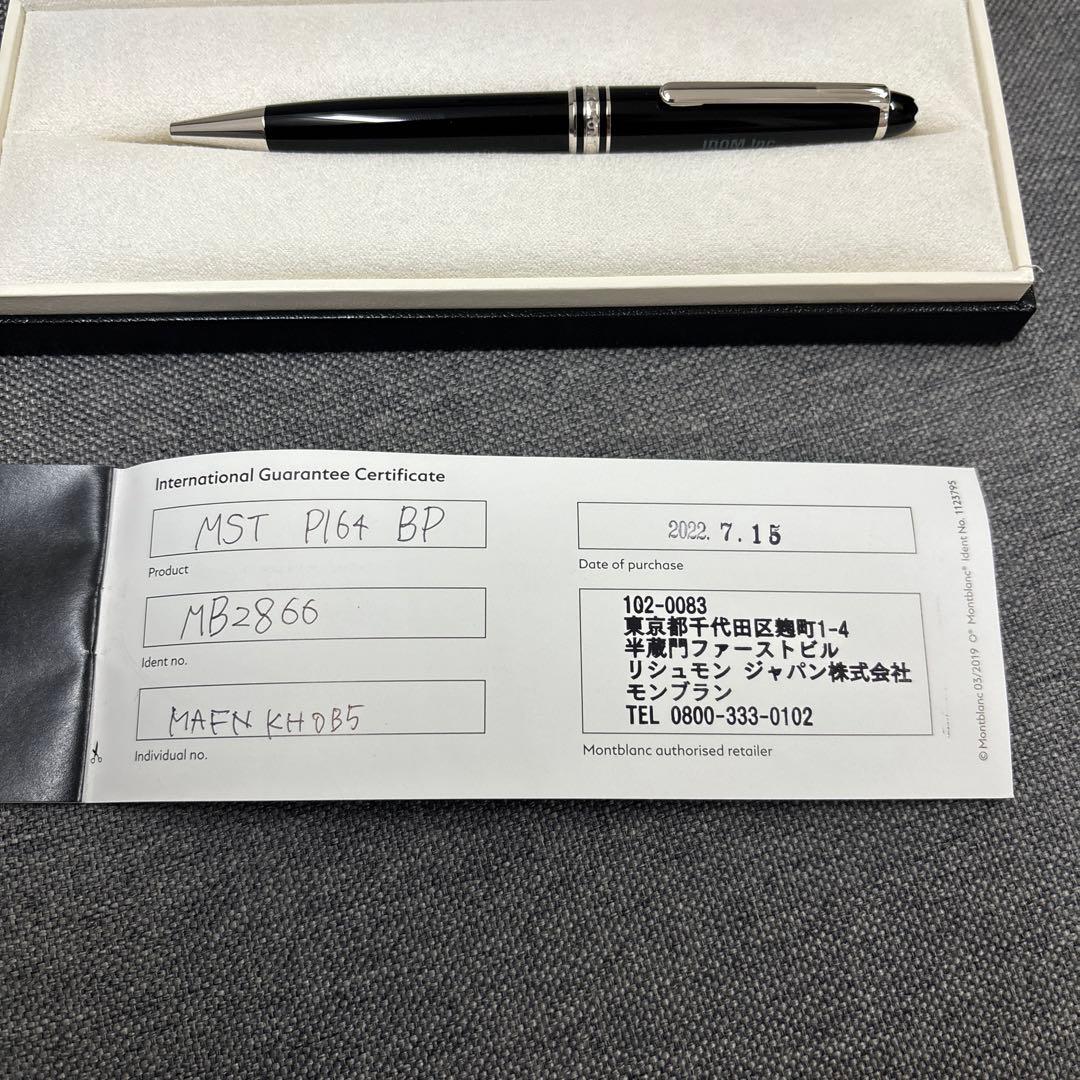 IDOM Inc.
International Guarantee Certificate
MST P164 BP
Product
MB2866
Ident no.
MAFN KH0B5
Individual no.
2022. 7. 15
Date of purchase
102-0083
東京都千代田区麹町1-4
半蔵門ファーストビル
リシュモン ジャパン株式会社
モンブラン
TEL 0800-333-0102
Montblanc authorised retailer
© Montblanc 03/2019 O® Montblanc® Ident No. 1123795